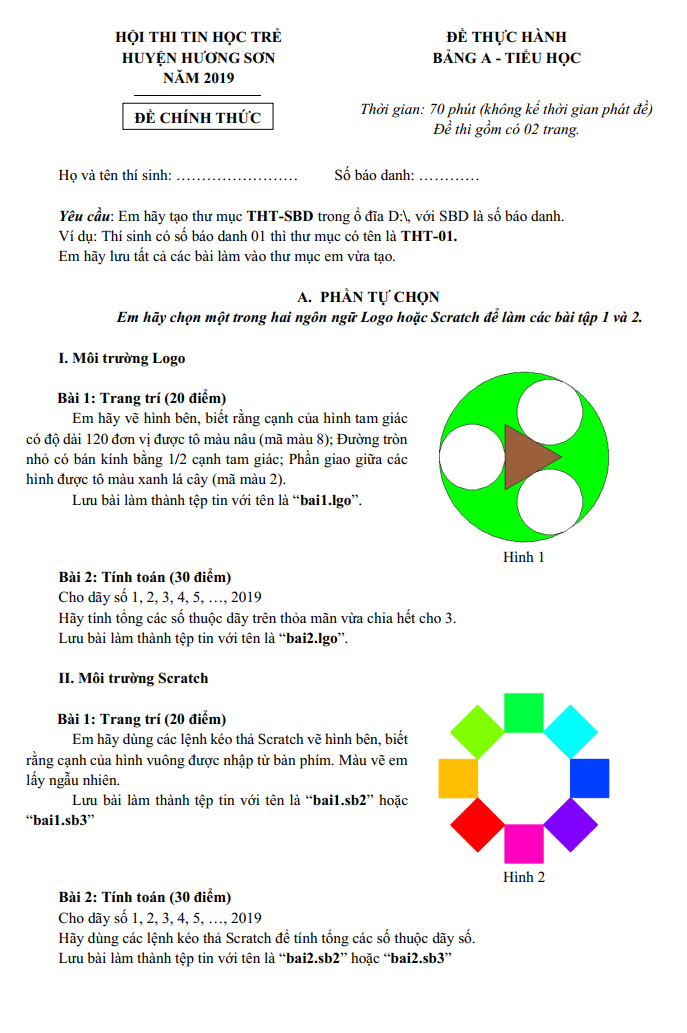 HỘI THI TIN HỌC TRẺ
HUYỆN HƯƠNG SƠN
NĂM 2019
ĐỀ CHÍNH THỨC
ĐỀ THỰC HÀNH
BẢNG A - TIỂU HỌC
Thời gian: 70 phút (không kể thời gian phát đề)
Đề thi gồm có 02 trang.
Họ và tên thí sinh: …………………… Số báo danh: …………
Yêu cầu: Em hãy tạo thư mục THT-SBD trong ổ đĩa D:\, với SBD là số báo danh.
Ví dụ: Thí sinh có số báo danh 01 thì thư mục có tên là THT-01.
Em hãy lưu tất cả các bài làm vào thư mục em vừa tạo.
A. PHẦN TỰ CHỌN
Em hãy chọn một trong hai ngôn ngữ Logo hoặc Scratch để làm các bài tập 1 và 2.
I. Môi trường Logo
Bài 1: Trang trí (20 điểm)
Em hãy vẽ hình bên, biết rằng cạnh của hình tam giác
có độ dài 120 đơn vị được tô màu nâu (mã màu 8); Đường tròn
nhỏ có bán kính bằng 1/2 cạnh tam giác; Phần giao giữa các
hình được tô màu xanh lá cây (mã màu 2).
Lưu bài làm thành tệp tin với tên là “bai1.lgo”.
Hình 1
Bài 2: Tính toán (30 điểm)
Cho dãy số 1, 2, 3, 4, 5, …, 2019
Hãy tính tổng các số thuộc dãy trên thỏa mãn vừa chia hết cho 3.
Lưu bài làm thành tệp tin với tên là “bai2.lgo”.
II. Môi trường Scratch
Bài 1: Trang trí (20 điểm)
Em hãy dùng các lệnh kéo thả Scratch vẽ hình bên, biết
rằng cạnh của hình vuông được nhập từ bàn phím. Màu vẽ em
lấy ngẫu nhiên.
Lưu bài làm thành tệp tin với tên là “bai1.sb2” hoặc
“bai1.sb3”
Hình 2
Bài 2: Tính toán (30 điểm)
Cho dãy số 1, 2, 3, 4, 5, …, 2019
Hãy dùng các lệnh kéo thả Scratch để tính tổng các số thuộc dãy số.
Lưu bài làm thành tệp tin với tên là “bai2.sb2” hoặc “bai2.sb3”